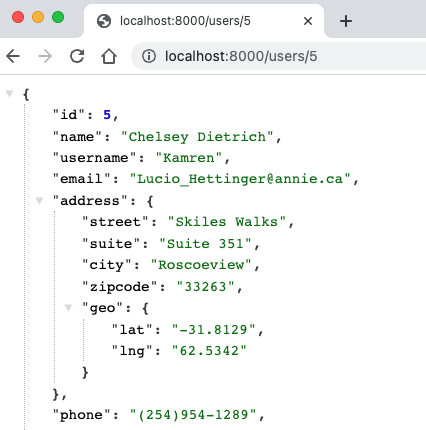 localhost:8000/users/5
localhost:8000/users/5
{
"id": 5,
"name": "Chelsey Dietrich",
"username": "Kamren",
"email": "Lucio_Hettinger@annie.ca",
"address": {
"street": "Skiles Walks",
"suite": "Suite 351",
"city": "Roscoeview",
"zipcode": "33263",
"geo": {
"lat": "-31.8129",
"lng": "62.5342"
}
},
"phone": "(254)954-1289",